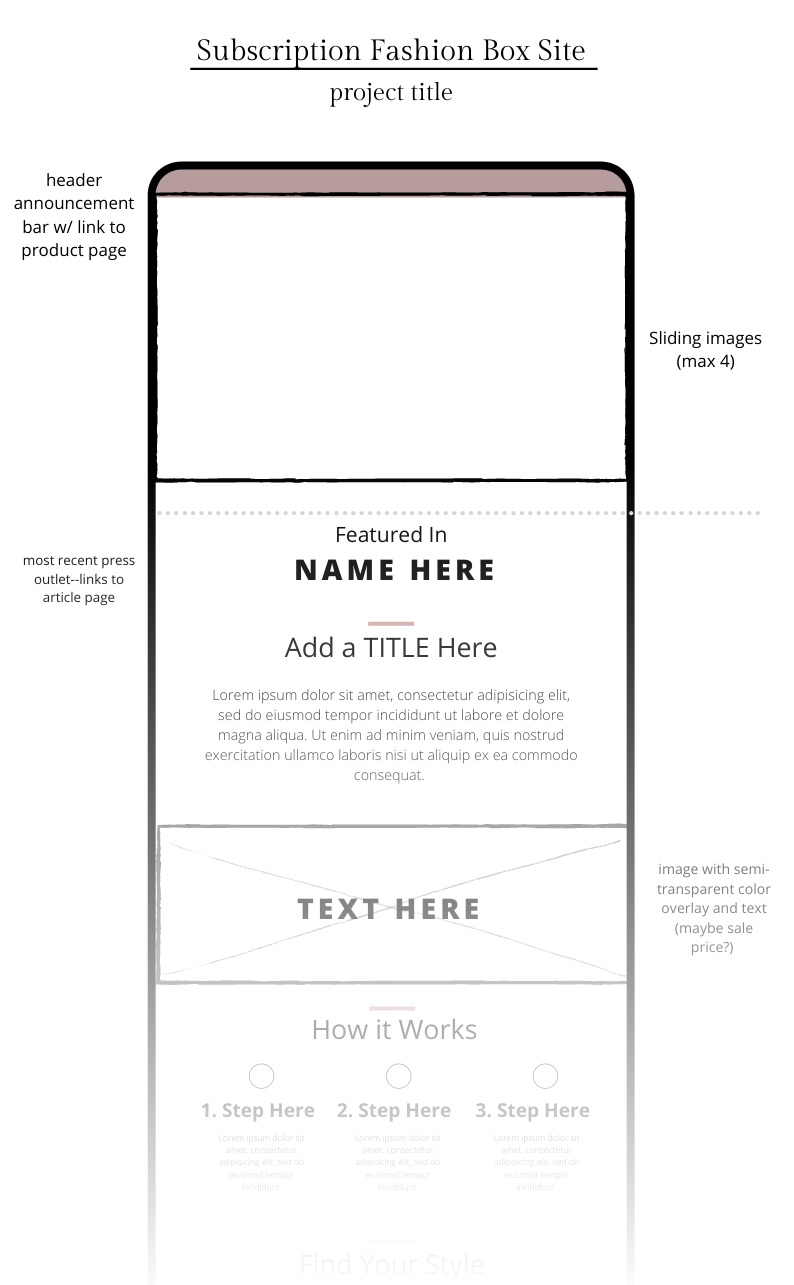 Subscription Fashion Box Site
project title
header
announcement
bar w/ link to
product page
Sliding images
(max 4)
Featured In
NAME HERE
most recent press
outlet--links to
article page
Add a TITLE Here
Lorem ipsum dolor sit amet, consectetur adipisicing elit,
sed do eiusmod tempor incididunt ut labore et dolore
magna aliqua. Ut enim ad minim veniam, quis nostrud
exercitation ullamco laboris nisi ut aliquip ex ea commodo
consequat.
TEXT HERE
image with semi-
transparent color
overlay and text
(maybe sale
price?)
How it Works
1. Step Here
Lorem ipsum dolor sit
amet, consectetur
adipisicing elit, sed do
eiusmod tempor
incididunt
2. Step Here
Lorem ipsum dolor sit
amet, consectetur
adipisicing elit, sed do
eiusmod tempor
incididunt
3. Step Here
Lorem ipsum dolor sit
amet, consectetur
adipisicing elit, sed do
eiusmod tempor
incididunt
Find Your Style